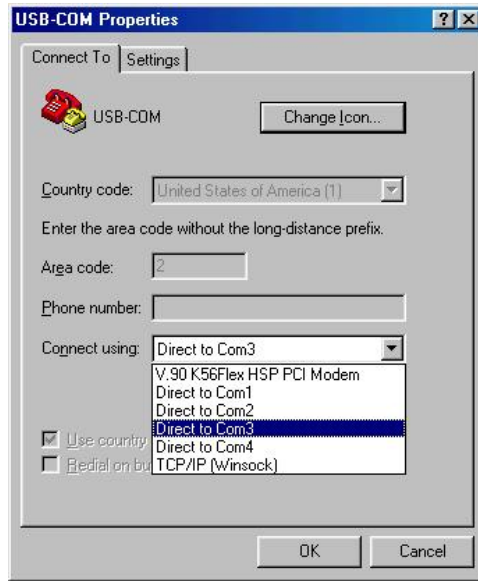 USB-COM Properties
Connect To Settings
USB-COM Change Icon...
Country code: United States of America (1)
Enter the area code without the long-distance prefix.
Area code: 2
Phone number:
Connect using: Direct to Com3
V.90 K56Flex HSP PCI Modem
Direct to Com1
Direct to Com2
Direct to Com3
Direct to Com4
TCP/IP (Winsock)
Use country
Redial on bu
OK Cancel